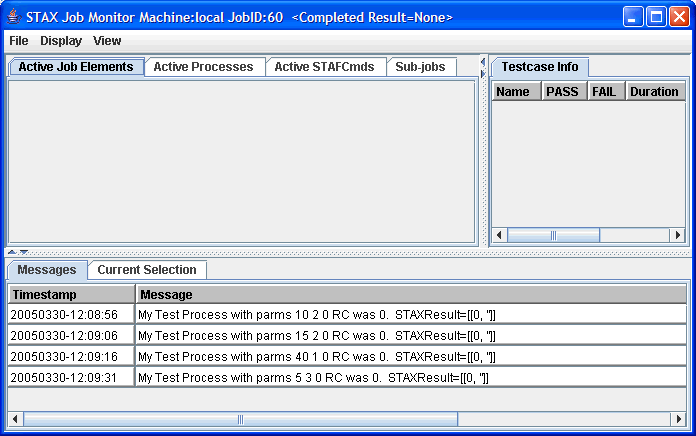 STAX Job Monitor Machine:local JobID:60 <Completed Result=None>
File Display View
Active Job Elements Active Processes Active STAFCmds Sub-jobs
Testcase Info
Name PASS FAIL Duration
Messages Current Selection
Timestamp Message
20050330-12:08:56 My Test Process with parms 10 2 0 RC was 0. STAXResult=[[0, '']]
20050330-12:09:06 My Test Process with parms 15 2 0 RC was 0. STAXResult=[[0, '']]
20050330-12:09:16 My Test Process with parms 40 1 0 RC was 0. STAXResult=[[0, '']]
20050330-12:09:31 My Test Process with parms 5 3 0 RC was 0. STAXResult=[[0, '']]